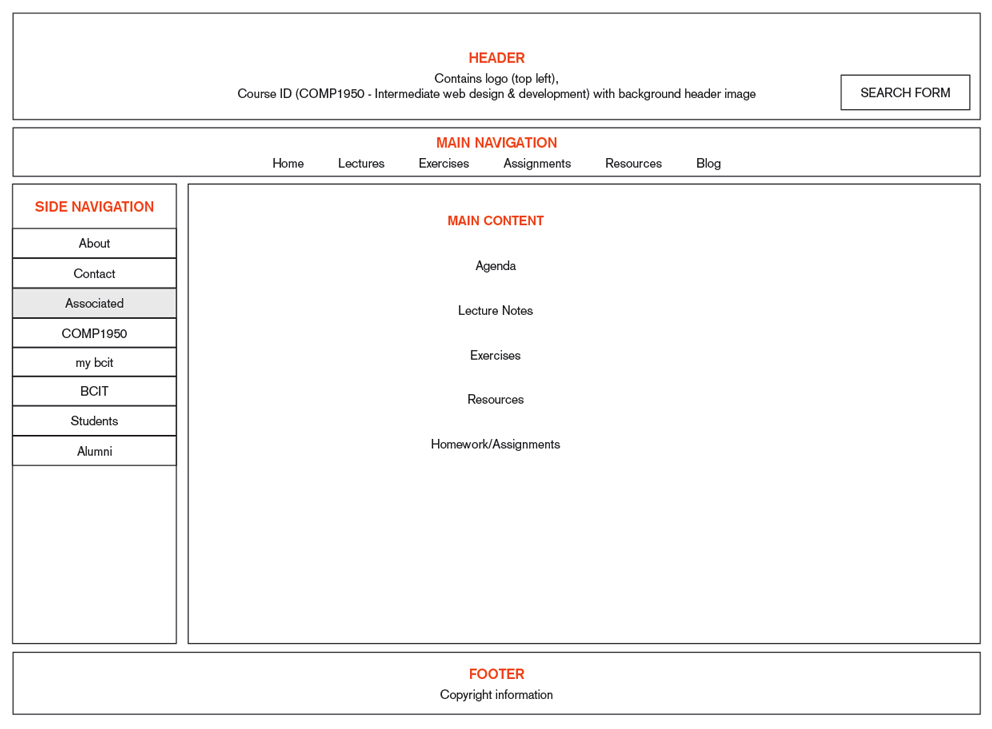 HEADER
Contains logo (top left),
Course ID (COMP1950 - Intermediate web design & development) with background header image
SEARCH FORM
MAIN NAVIGATION
Home Lectures Exercises Assignments Resources Blog
SIDE NAVIGATION
About
Contact
Associated
COMP1950
my bcit
BCIT
Students
Alumni
MAIN CONTENT
Agenda
Lecture Notes
Exercises
Resources
Homework/Assignments
FOOTER
Copyright information